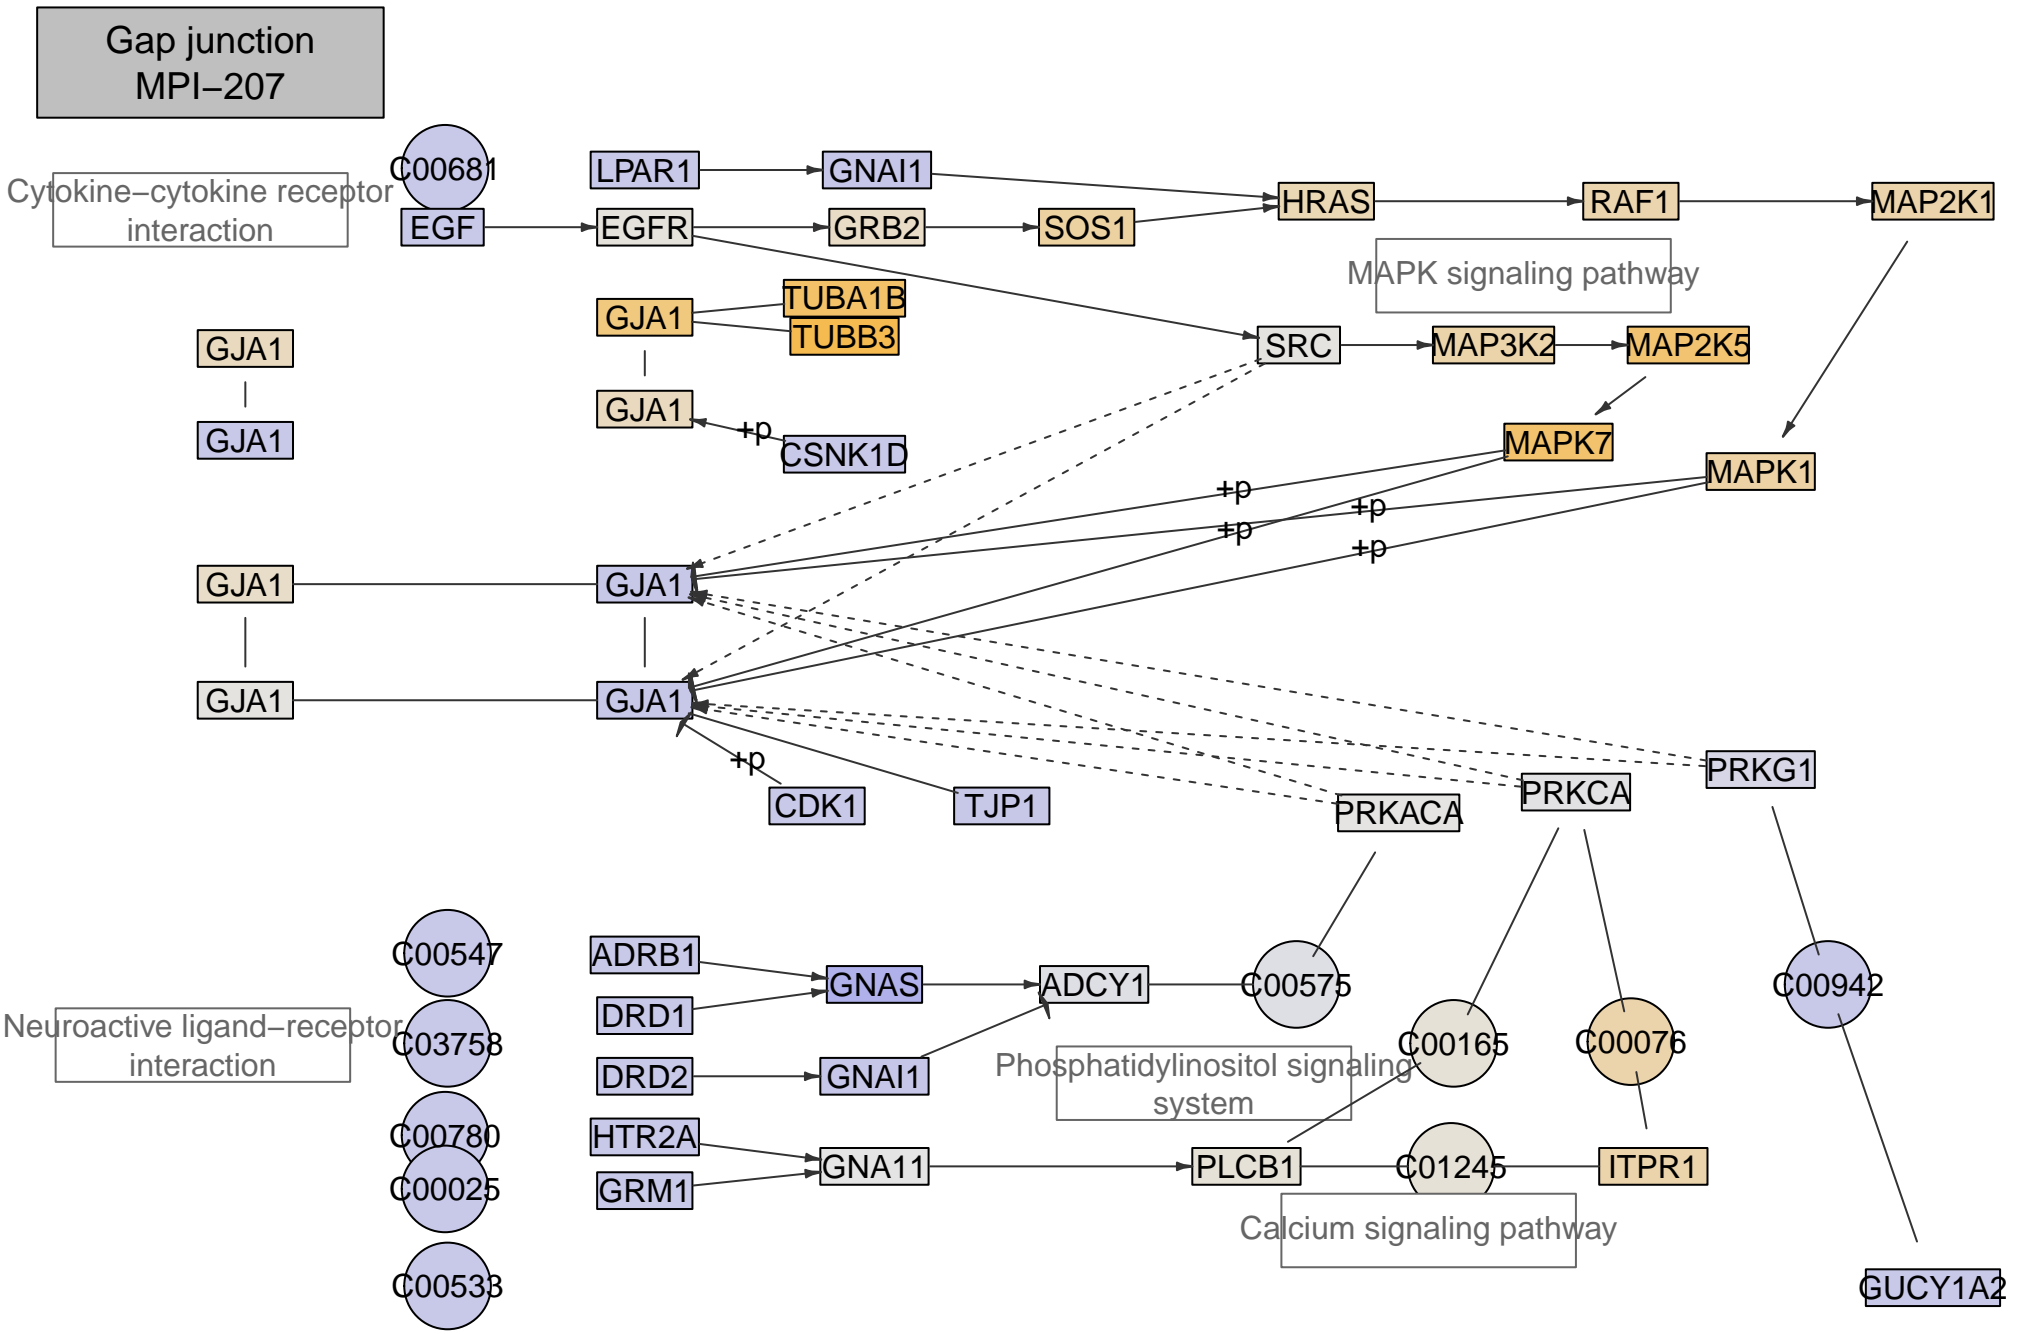 Gap junction
MPI−207
C00681
LPAR1
GNAI1
Cytokine−cytokine receptor
interaction
EGF
EGFR
GRB2
SOS1
HRAS
RAF1
MAP2K1
MAPK signaling pathway
GJA1
TUBA1B
TUBB3
GJA1
SRC
MAP3K2
MAP2K5
GJA1
+p
CSNK1D
GJA1
MAPK7
MAPK1
+p
+p
+p
+p
GJA1
GJA1
GJA1
GJA1
+p
CDK1
TJP1
PRKACA
PRKCA
PRKG1
C00547
ADRB1
GNAS
ADCY1
C00575
C00942
DRD1
Neuroactive ligand−receptor
interaction
C03758
C00165
C00076
DRD2
GNAI1
Phosphatidylinositol signaling
system
C00780
HTR2A
GNA11
PLCB1
C01245
ITPR1
C00025
GRM1
Calcium signaling pathway
C00533
GUCY1A2